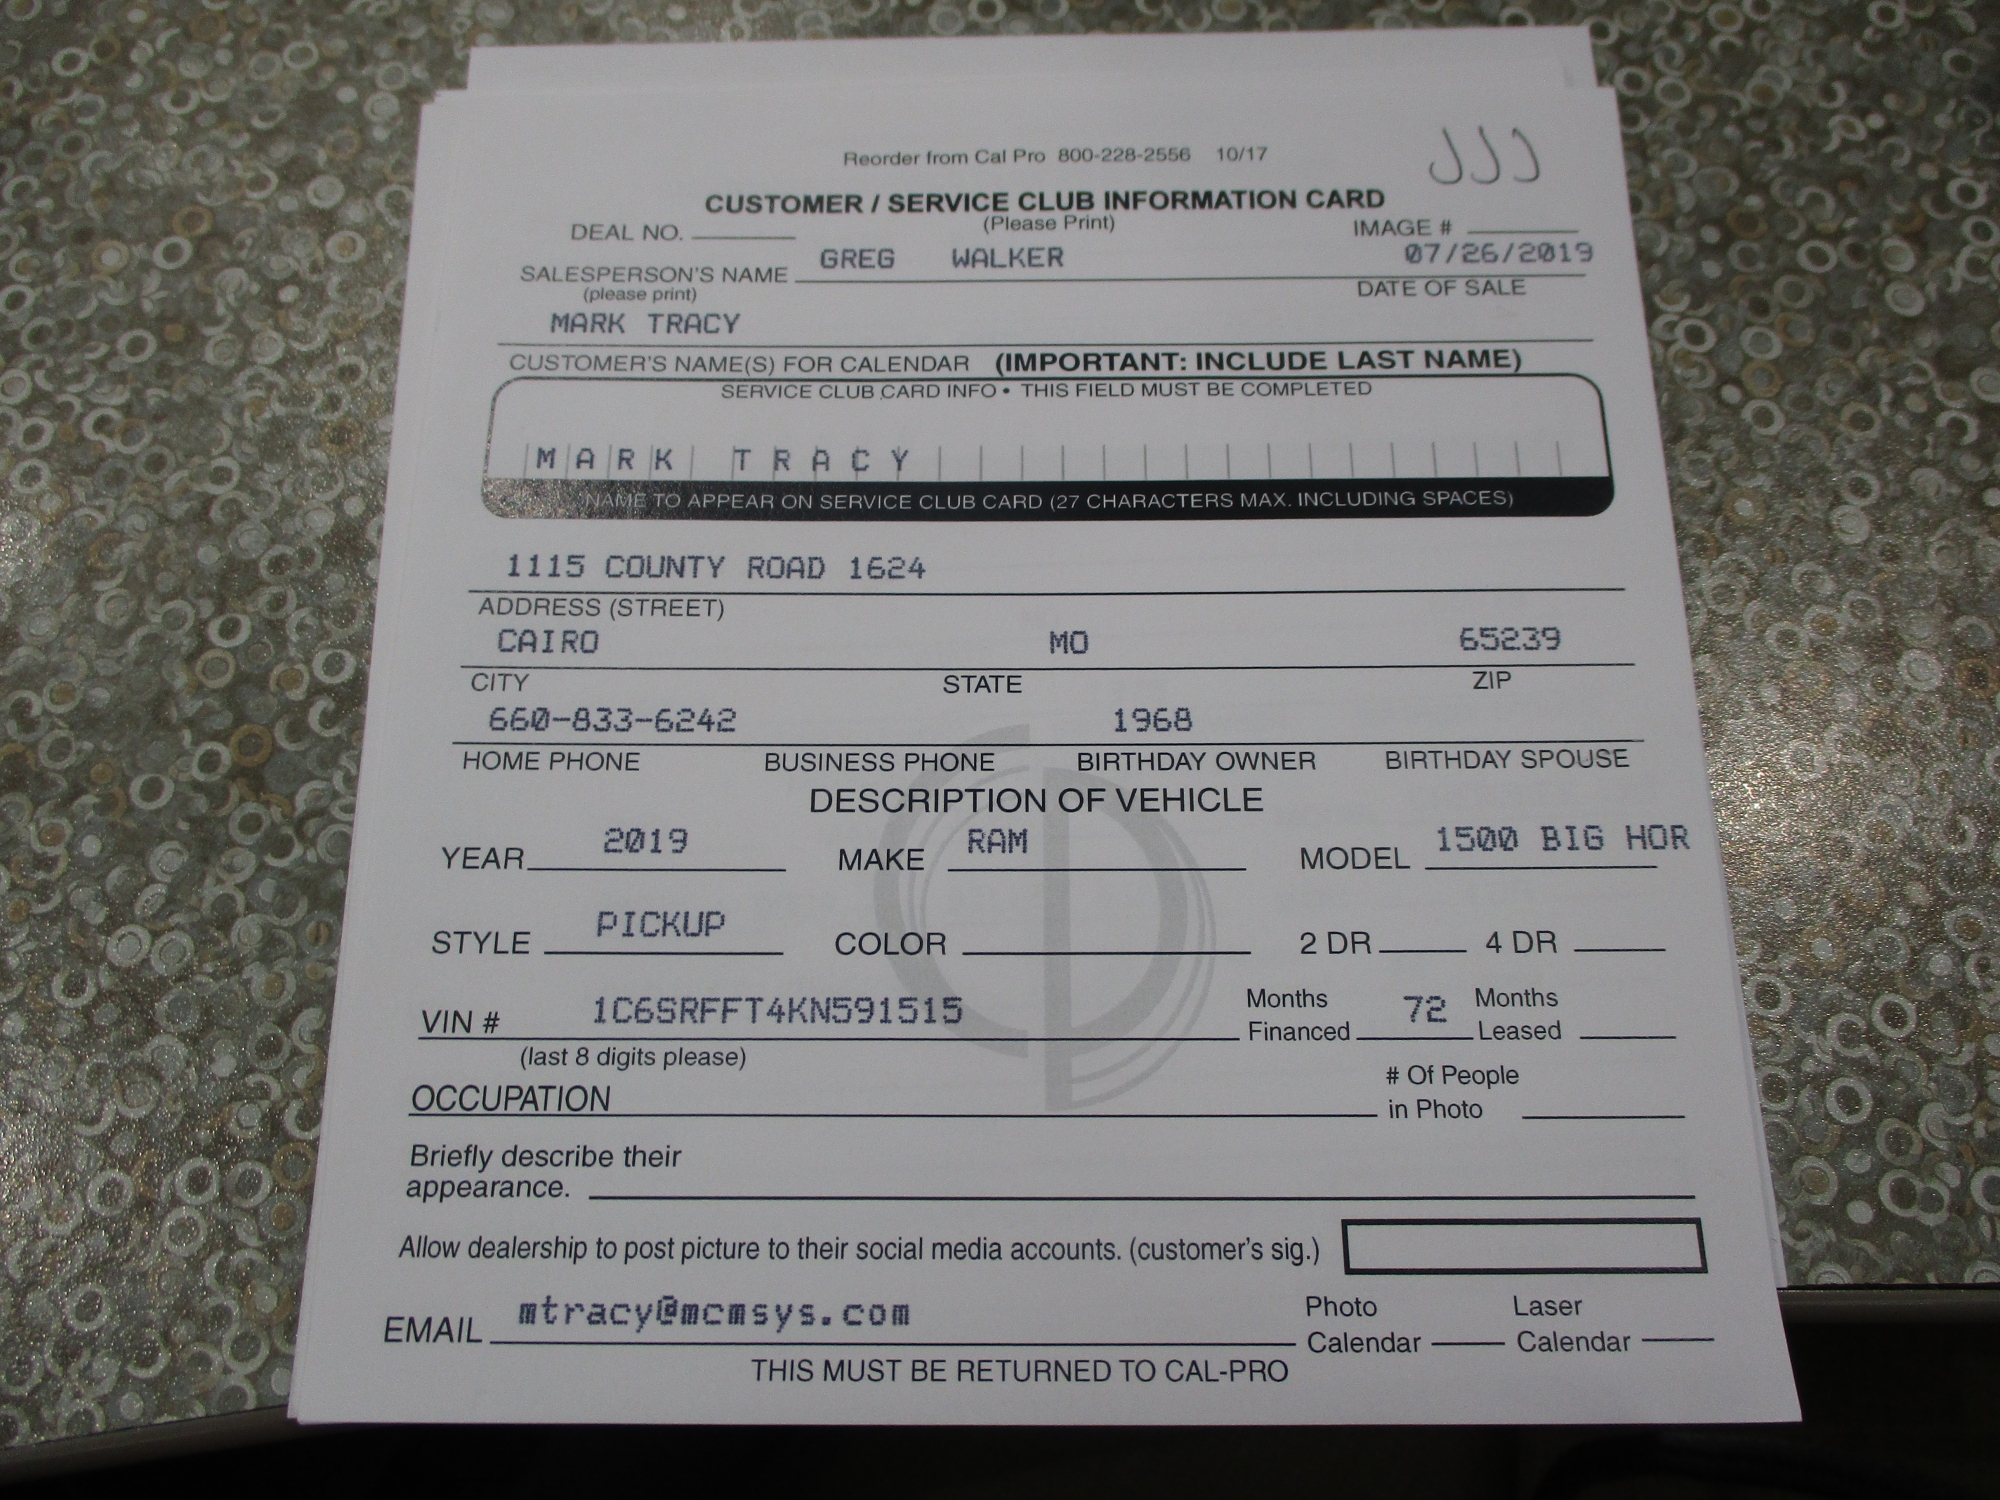 Reorder from Cal Pro 800-228-2556 10/17
CUSTOMER / SERVICE CLUB INFORMATION CARD
(Please Print)
DEAL NO. IMAGE #
GREG WALKER 07/26/2019
SALESPERSON'S NAME DATE OF SALE
(please print)
MARK TRACY
CUSTOMER'S NAME(S) FOR CALENDAR (IMPORTANT: INCLUDE LAST NAME)
SERVICE CLUB CARD INFO • THIS FIELD MUST BE COMPLETED
MARK TRACY
NAME TO APPEAR ON SERVICE CLUB CARD (27 CHARACTERS MAX. INCLUDING SPACES)
1115 COUNTY ROAD 1624
ADDRESS (STREET)
CAIRO MO 65239
CITY STATE ZIP
660-833-6242 1968
HOME PHONE BUSINESS PHONE BIRTHDAY OWNER BIRTHDAY SPOUSE
DESCRIPTION OF VEHICLE
YEAR 2019 MAKE RAM MODEL 1500 BIG HOR
STYLE PICKUP COLOR 2 DR 4 DR
VIN # 1C6SRFFT4KN591515 Months Financed 72 Months Leased
(last 8 digits please)
OCCUPATION # Of People in Photo
Briefly describe their
appearance.
Allow dealership to post picture to their social media accounts. (customer's sig.)
EMAIL mtracy@mcmsys.com Photo Calendar Laser Calendar
THIS MUST BE RETURNED TO CAL-PRO